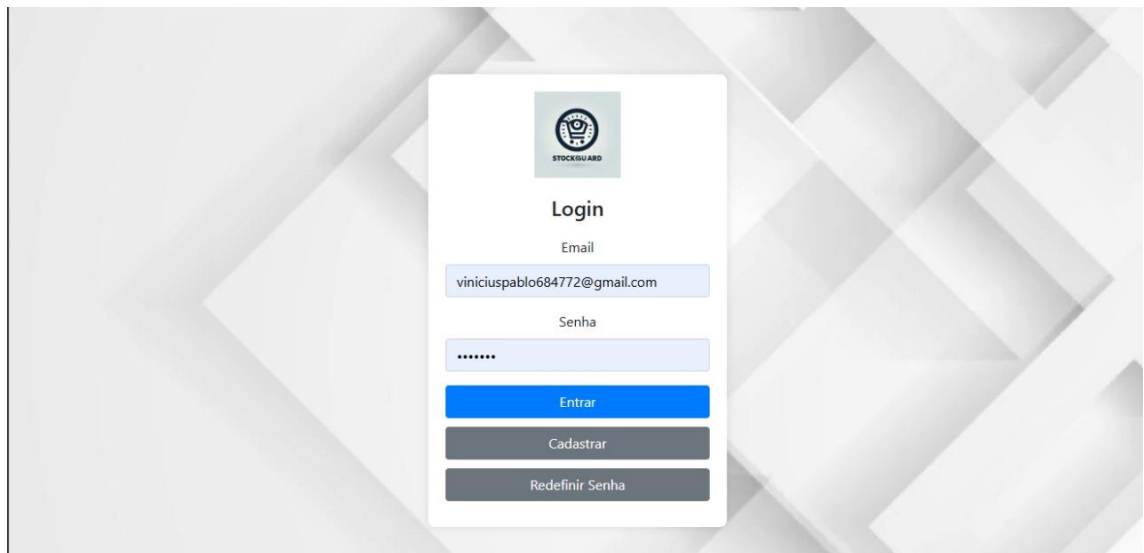 STOCKGUARD
Login
Email
viniciuspablo684772@gmail.com
Senha
•••••••
Entrar
Cadastrar
Redefinir Senha